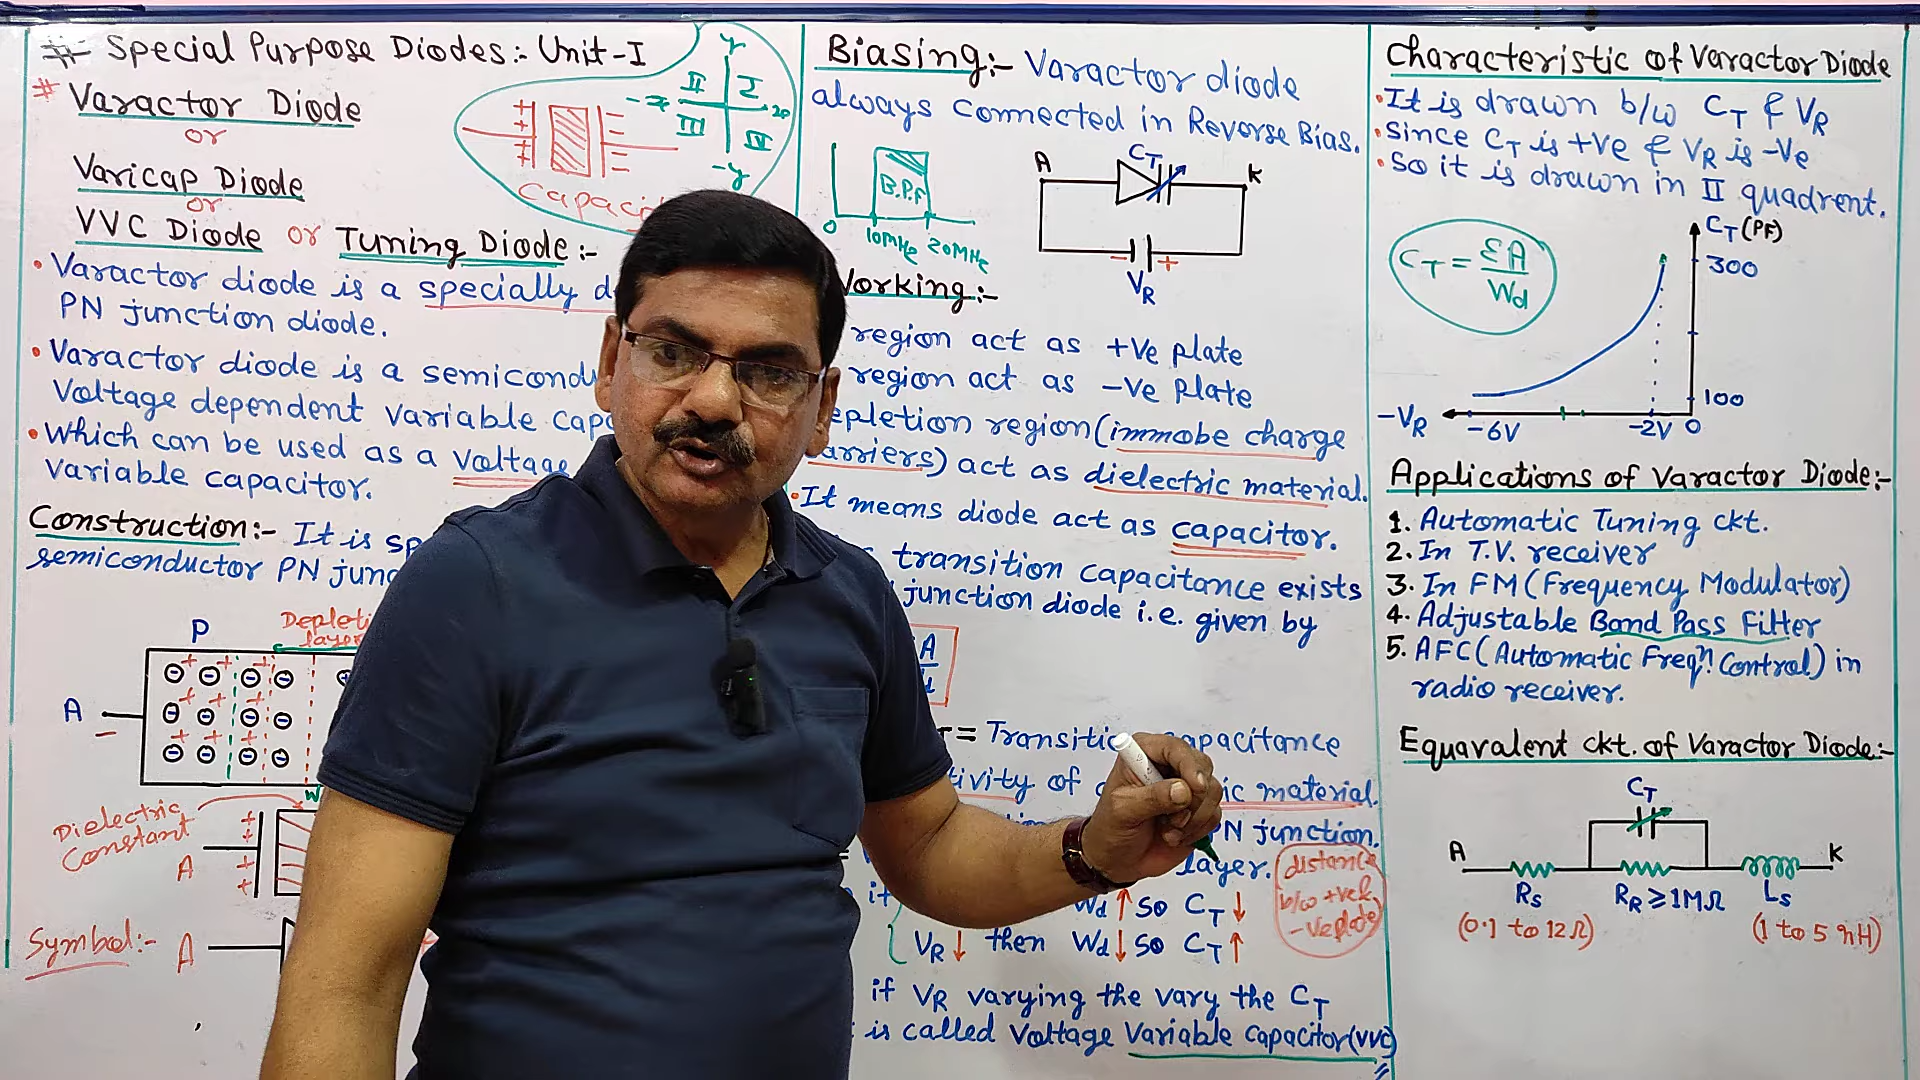 # Special Purpose Diodes:- Unit-I
# Varactor Diode
or
Varicap Diode
or
VVC Diode or Tuning Diode:-
• Varactor diode is a specially
PN junction diode.
• Varactor diode is a
Voltage dependent variable
• Which can be used as a voltage
variable capacitor.
Construction:- It is
semiconductor PN
P
Depleti
layer
A
−
W
Dielectric
Constant
A
Symbol:- A
y
II I
-x
III IV
-y
Capaci
Biasing:- Varactor diode
always connected in Reverse Bias.
B.P.F
0 10MHz 20MHz
A CT K
− +
VR
Working:-
region act as +ve plate
region act as -ve plate
epletion region (immobe charge
arriers) act as dielectric material.
• It means diode act as capacitor.
transition capacitance exists
junction diode i.e. given by
A
= Transitio apacitance
tivity of ic material.
PN junction.
layer.
distance
b/w +ve &
-ve plate
if
Wd ↑ so CT ↓
VR ↓ then Wd ↓ so CT ↑
if VR varying the vary the CT
is called Voltage Variable capacitor (VVC)
Characteristic of Varactor Diode
• It is drawn b/w CT & VR
• Since CT is +ve & VR is -ve
• So it is drawn in II quadrent.
CT = εA/Wd
CT (PF)
300
100
-VR -6V -2V 0
Applications of Varactor Diode:-
1. Automatic Tuning ckt.
2. In T.V. receiver
3. In FM (Frequency Modulator)
4. Adjustable Band Pass Filter
5. AFC (Automatic Freqn. Control) in
radio receiver.
Equavalent ckt. of Varactor Diode:-
CT
A K
Rs RR ≥ 1MΩ Ls
(0.1 to 12Ω) (1 to 5 nH)